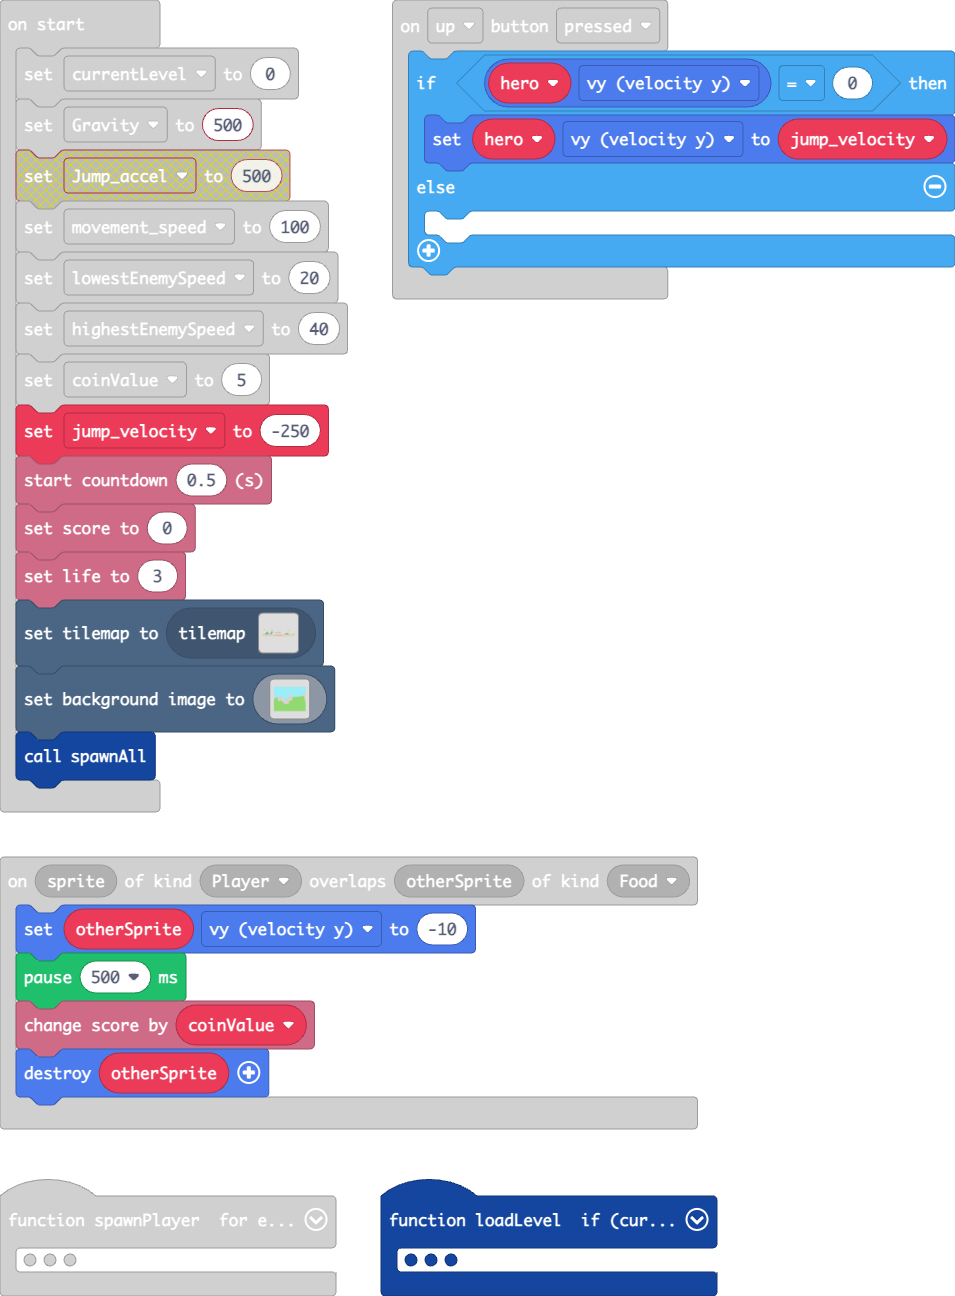 on start
set currentLevel to 0
set Gravity to 500
set Jump_accel to 500
set movement_speed to 100
set lowestEnemySpeed to 20
set highestEnemySpeed to 40
set coinValue to 5
set jump_velocity to -250
start countdown 0.5 (s)
set score to 0
set life to 3
set tilemap to tilemap
set background image to
call spawnAll
on up button pressed
if hero vy (velocity y) = 0 then
set hero vy (velocity y) to jump_velocity
else
on sprite of kind Player overlaps otherSprite of kind Food
set otherSprite vy (velocity y) to -10
pause 500 ms
change score by coinValue
destroy otherSprite
function spawnPlayer for e...
function loadLevel if (cur...